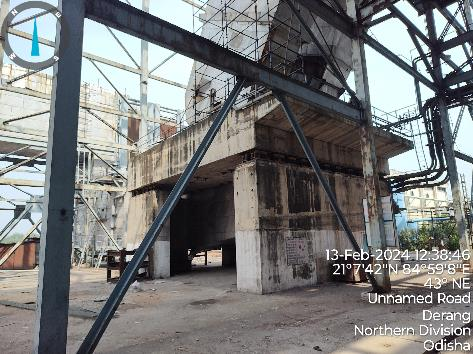 13-Feb-2024 12:38:46
21°7'42"N 84°59'8"E
43° NE
Unnamed Road
Derang
Northern Division
Odisha